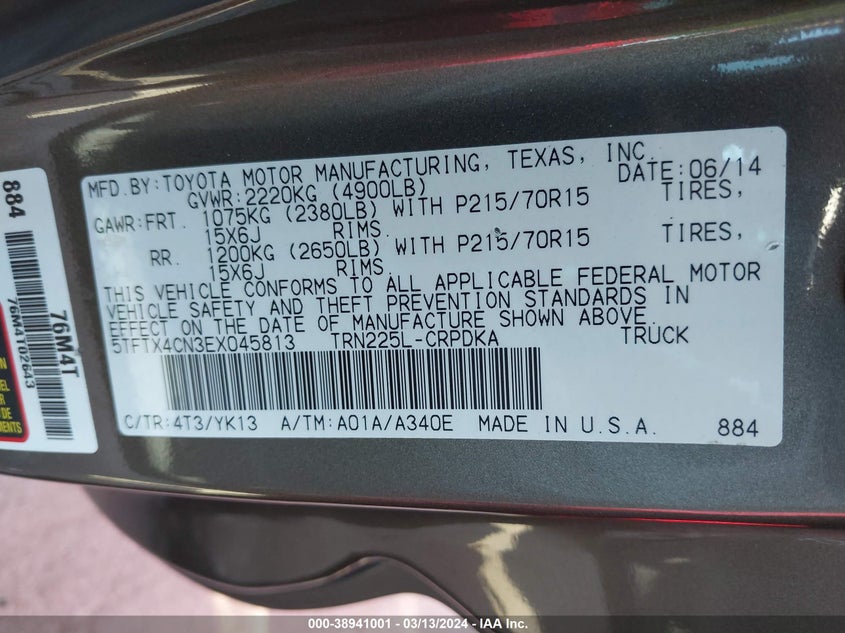 MFD.BY:TOYOTA MOTOR MANUFACTURING, TEXAS, INC.
GVWR:2220KG (4900LB) DATE:06/14
GAWR:FRT. 1075KG (2380LB) WITH P215/70R15 TIRES,
15X6J RIMS.
RR. 1200KG (2650LB) WITH P215/70R15 TIRES,
15X6J RIMS.
THIS VEHICLE CONFORMS TO ALL APPLICABLE FEDERAL MOTOR
VEHICLE SAFETY AND THEFT PREVENTION STANDARDS IN
EFFECT ON THE DATE OF MANUFACTURE SHOWN ABOVE.
5TFTX4CN3EX045813 TRN225L-CRPDKA TRUCK
C/TR:4T3/YK13 A/TM:A01A/A340E MADE IN U.S.A. 884
884
76M4T02643
76M4T
000-38941001 - 03/13/2024 - IAA Inc.